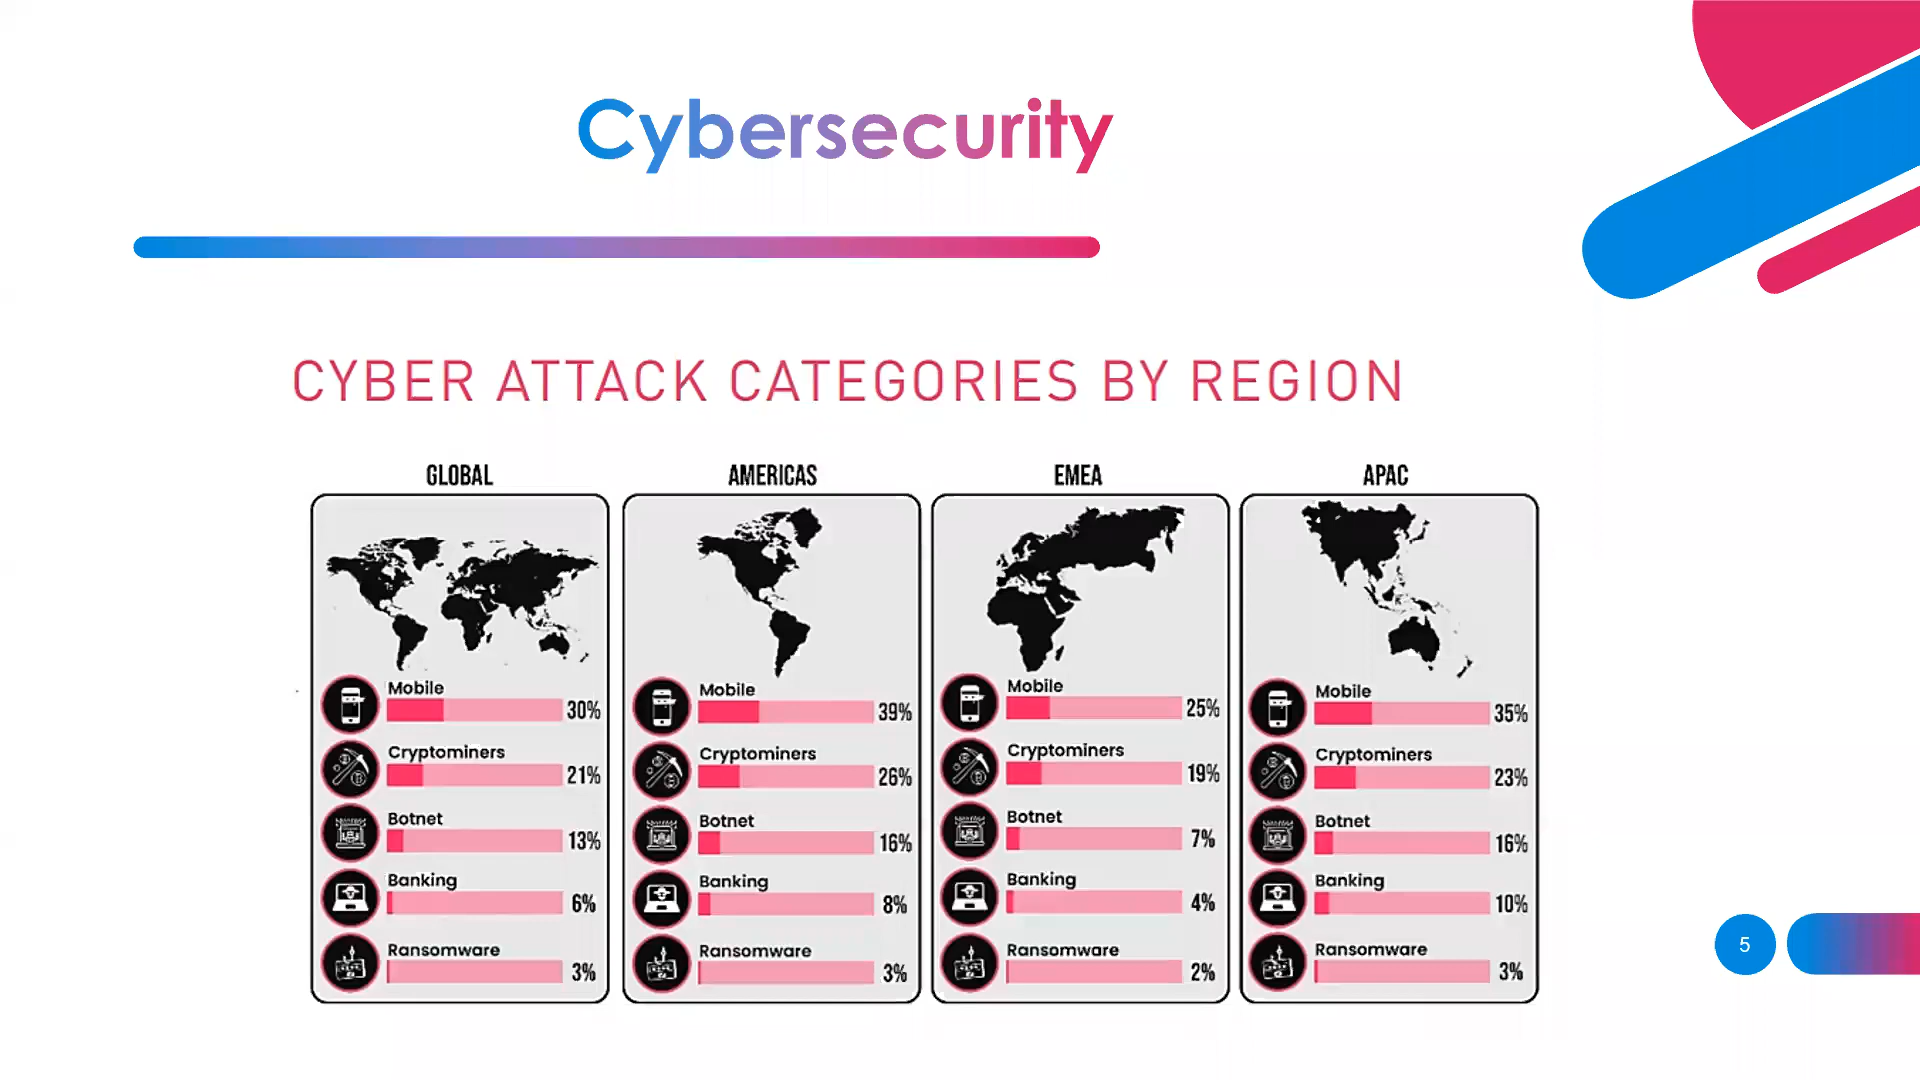 Cybersecurity
CYBER ATTACK CATEGORIES BY REGION
GLOBAL
Mobile
30%
Cryptominers
21%
Botnet
13%
Banking
6%
Ransomware
3%
AMERICAS
Mobile
39%
Cryptominers
26%
Botnet
16%
Banking
8%
Ransomware
3%
EMEA
Mobile
25%
Cryptominers
19%
Botnet
7%
Banking
4%
Ransomware
2%
APAC
Mobile
35%
Cryptominers
23%
Botnet
16%
Banking
10%
Ransomware
3%
5